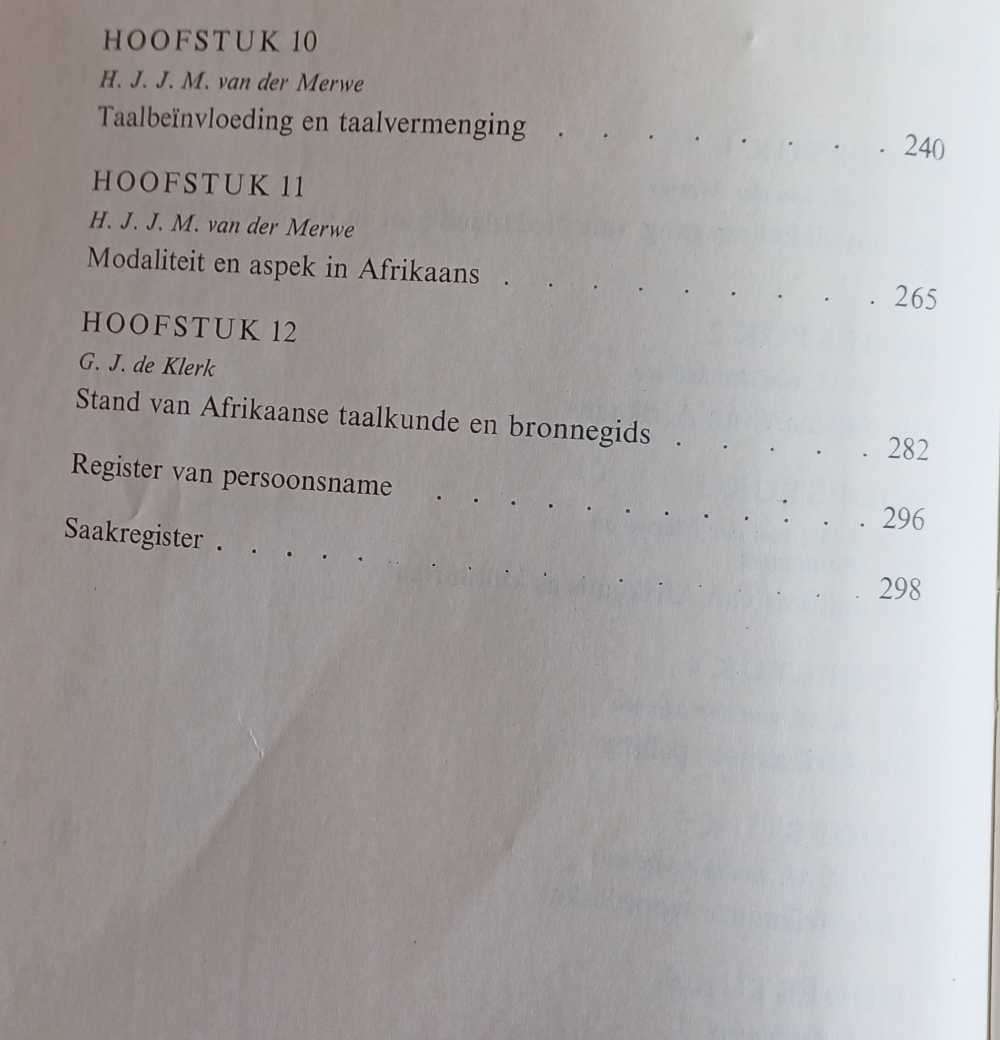 HOOFSTUK 10
H. J. J. M. van der Merwe
Taalbeïnvloeding en taalvermenging . . . . . . . . 240
HOOFSTUK 11
H. J. J. M. van der Merwe
Modaliteit en aspek in Afrikaans . . . . . . . . . 265
HOOFSTUK 12
G. J. de Klerk
Stand van Afrikaanse taalkunde en bronnegids . . . . . 282
Register van persoonsname . . . . . . . . . . . . 296
Saakregister . . . . . . . . . . . . . . . . . . 298